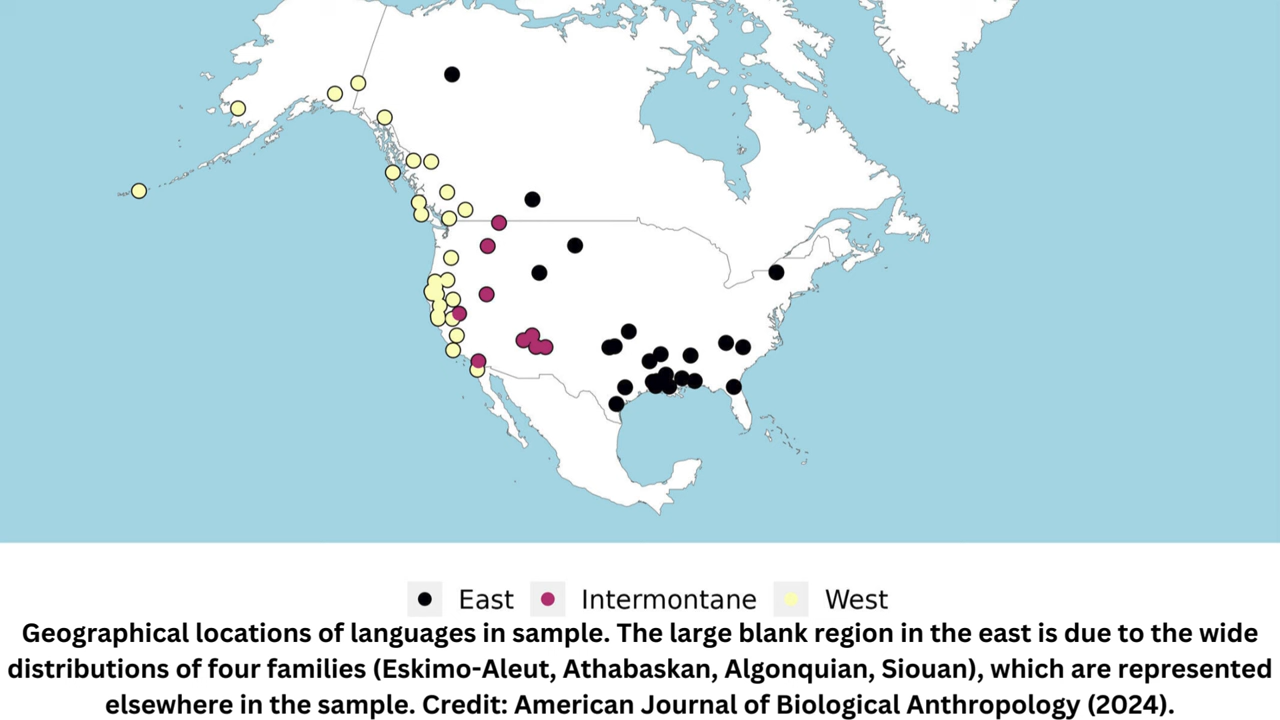 East Intermontane West
Geographical locations of languages in sample. The large blank region in the east is due to the wide
distributions of four families (Eskimo-Aleut, Athabaskan, Algonquian, Siouan), which are represented
elsewhere in the sample. Credit: American Journal of Biological Anthropology (2024).